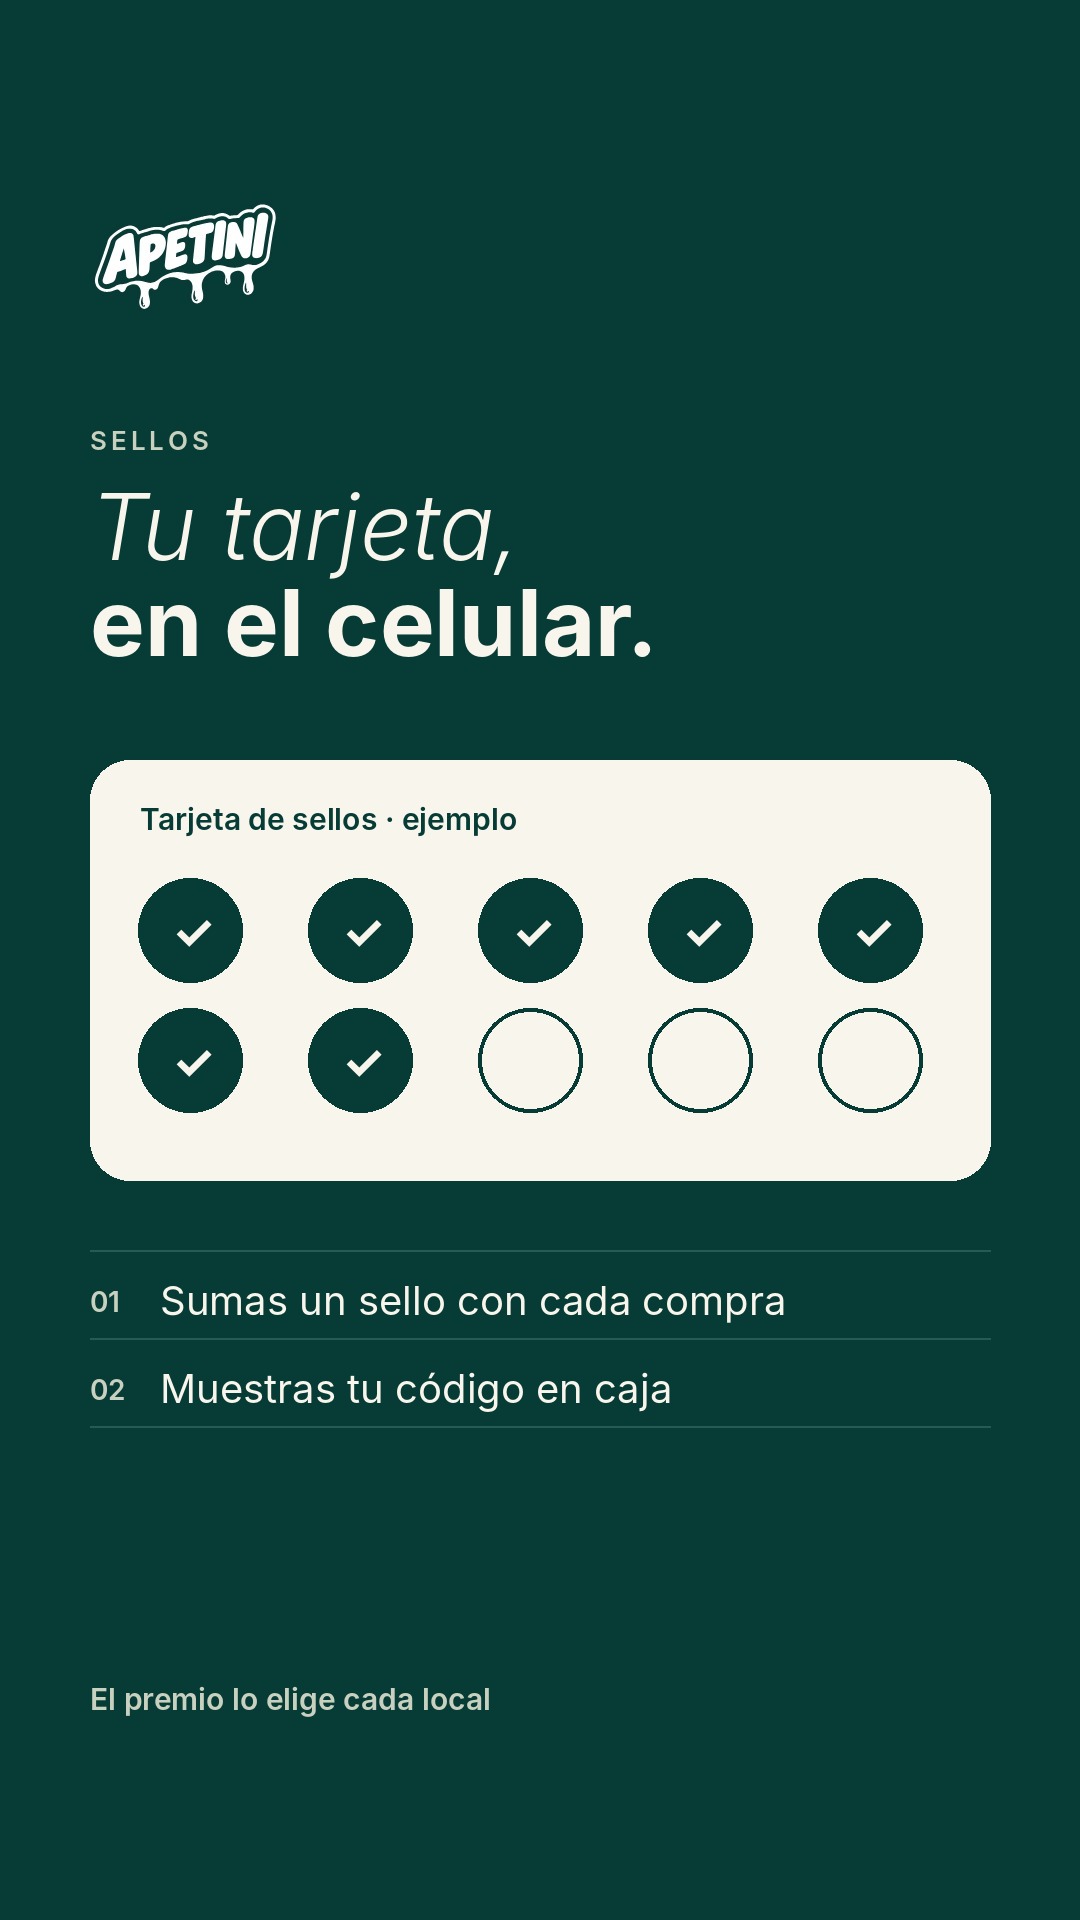 APETINI
SELLOS
Tu tarjeta,
en el celular.
Tarjeta de sellos · ejemplo
01 Sumas un sello con cada compra
02 Muestras tu código en caja
El premio lo elige cada local